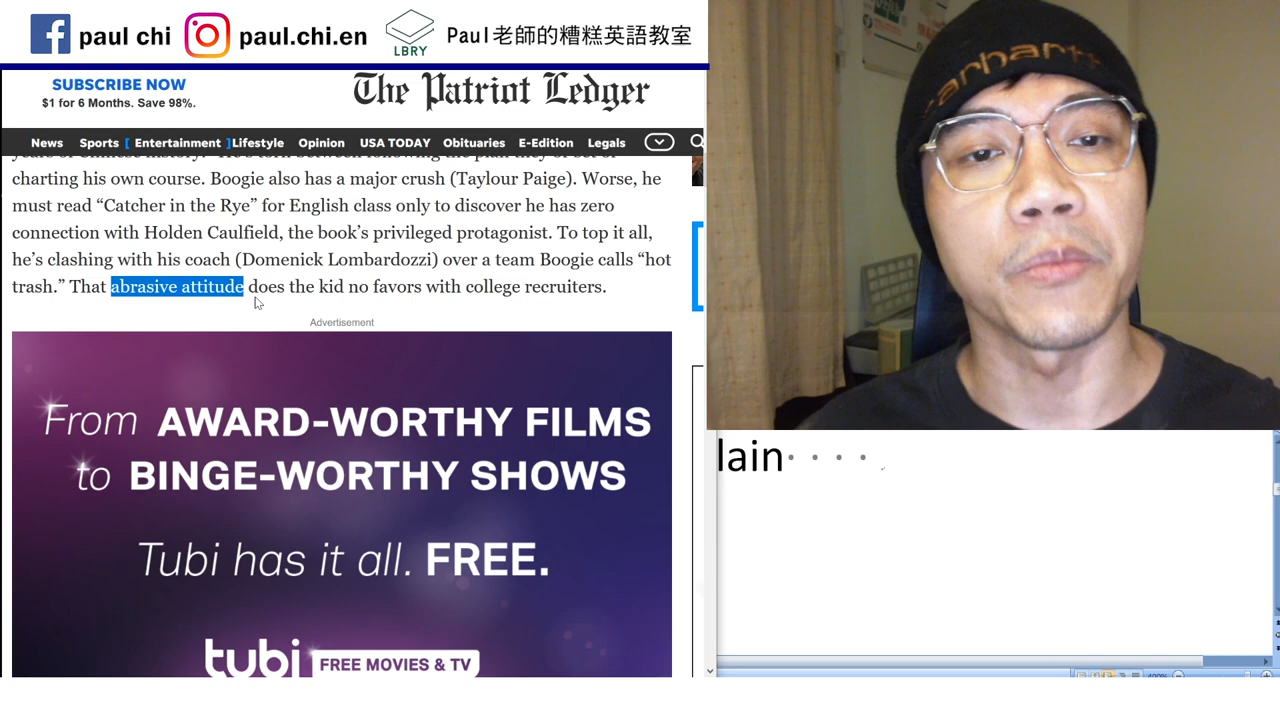 paul chi
paul.chi.en
LBRY
Paul老師的糟糕英語教室
SUBSCRIBE NOW
$1 for 6 Months. Save 98%.
The Patriot Ledger
News Sports [ Entertainment ] Lifestyle Opinion USA TODAY Obituaries E-Edition Legals
charting his own course. Boogie also has a major crush (Taylour Paige). Worse, he
must read “Catcher in the Rye” for English class only to discover he has zero
connection with Holden Caulfield, the book’s privileged protagonist. To top it all,
he’s clashing with his coach (Domenick Lombardozzi) over a team Boogie calls “hot
trash.” That abrasive attitude does the kid no favors with college recruiters.
Advertisement
From AWARD-WORTHY FILMS
to BINGE-WORTHY SHOWS
Tubi has it all. FREE.
tubi FREE MOVIES & TV
carhartt
lain